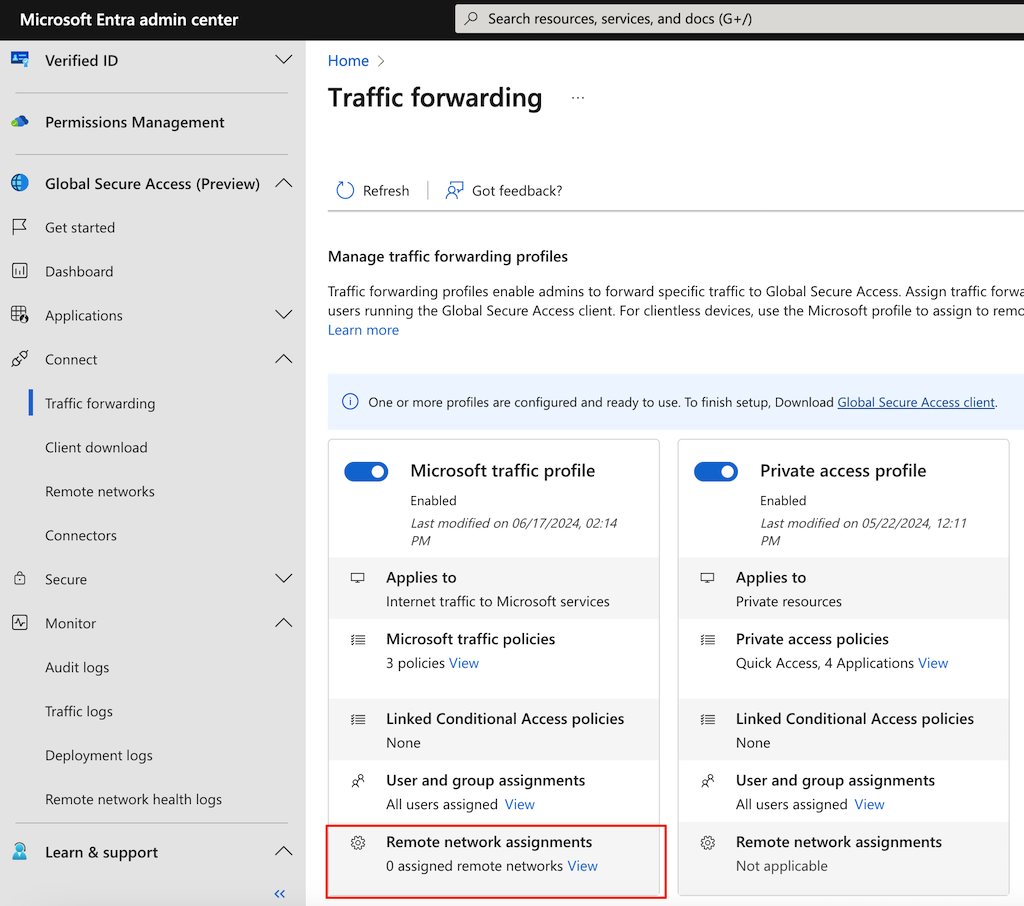 Microsoft Entra admin center
Search resources, services, and docs (G+/)
Verified ID
Permissions Management
Global Secure Access (Preview)
Get started
Dashboard
Applications
Connect
Traffic forwarding
Client download
Remote networks
Connectors
Secure
Monitor
Audit logs
Traffic logs
Deployment logs
Remote network health logs
Learn & support
«
Home >
Traffic forwarding ...
Refresh
Got feedback?
Manage traffic forwarding profiles
Traffic forwarding profiles enable admins to forward specific traffic to Global Secure Access. Assign traffic forwa
users running the Global Secure Access client. For clientless devices, use the Microsoft profile to assign to remo
Learn more
One or more profiles are configured and ready to use. To finish setup, Download Global Secure Access client.
Microsoft traffic profile
Enabled
Last modified on 06/17/2024, 02:14
PM
Applies to
Internet traffic to Microsoft services
Microsoft traffic policies
3 policies View
Linked Conditional Access policies
None
User and group assignments
All users assigned View
Remote network assignments
0 assigned remote networks View
Private access profile
Enabled
Last modified on 05/22/2024, 12:11
PM
Applies to
Private resources
Private access policies
Quick Access, 4 Applications View
Linked Conditional Access policies
None
User and group assignments
All users assigned View
Remote network assignments
Not applicable